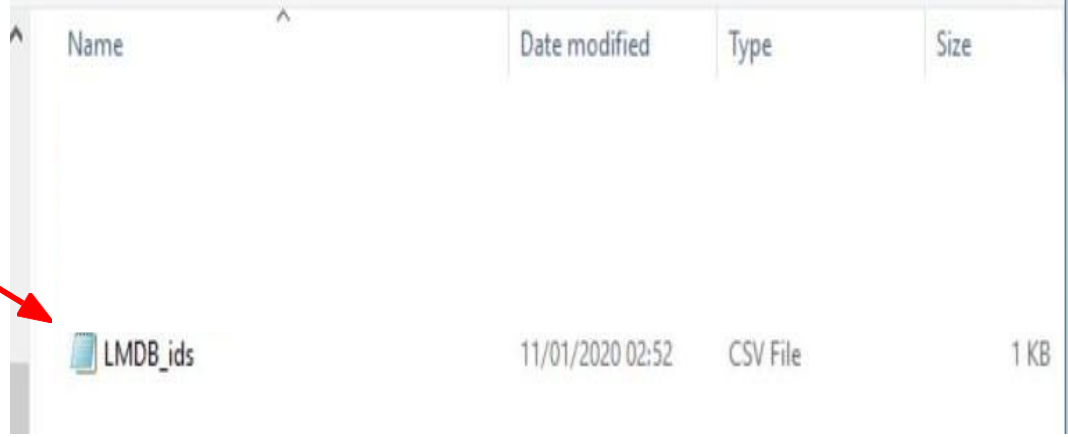 Name Date modified Type Size
LMDB_ids 11/01/2020 02:52 CSV File 1 KB